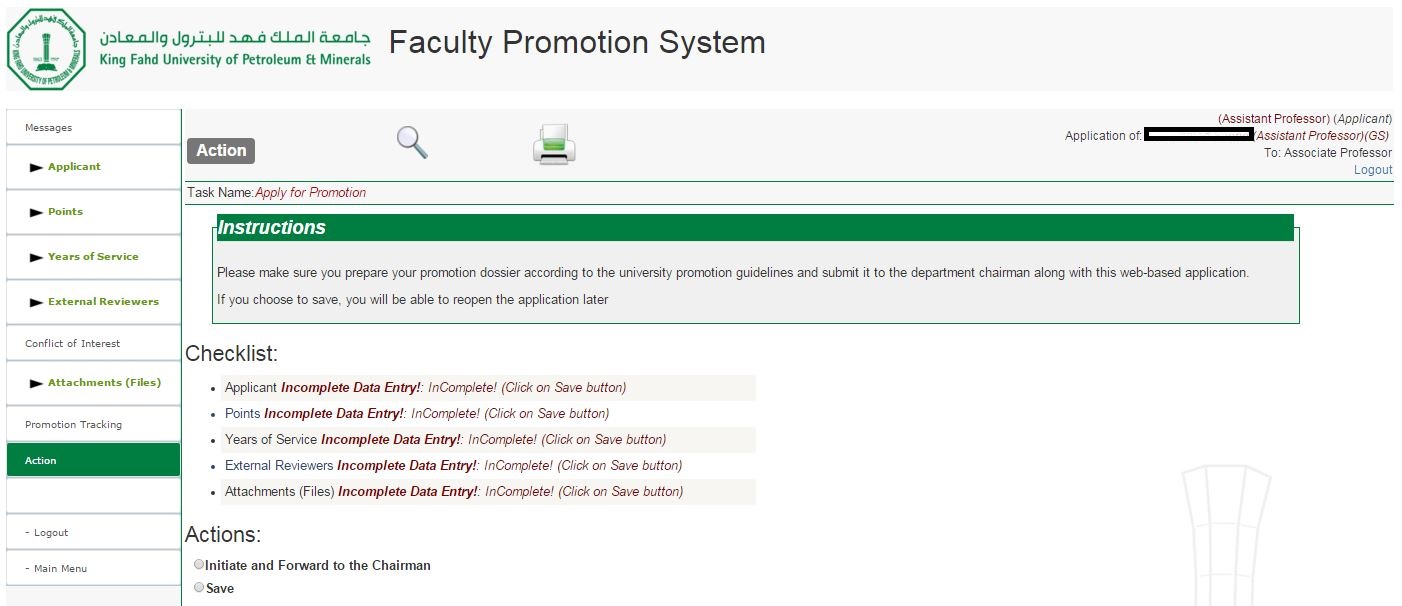 جامعة الملك فهد للبترول والمعادن
King Fahd University of Petroleum & Minerals
Faculty Promotion System
Messages
Applicant
Points
Years of Service
External Reviewers
Conflict of Interest
Attachments (Files)
Promotion Tracking
Action
- Logout
- Main Menu
Action
(Assistant Professor) (Applicant)
Application of: (Assistant Professor)(GS)
To: Associate Professor
Logout
Task Name:Apply for Promotion
Instructions
Please make sure you prepare your promotion dossier according to the university promotion guidelines and submit it to the department chairman along with this web-based application.
If you choose to save, you will be able to reopen the application later
Checklist:
• Applicant Incomplete Data Entry!: InComplete! (Click on Save button)
• Points Incomplete Data Entry!: InComplete! (Click on Save button)
• Years of Service Incomplete Data Entry!: InComplete! (Click on Save button)
• External Reviewers Incomplete Data Entry!: InComplete! (Click on Save button)
• Attachments (Files) Incomplete Data Entry!: InComplete! (Click on Save button)
Actions:
Initiate and Forward to the Chairman
Save